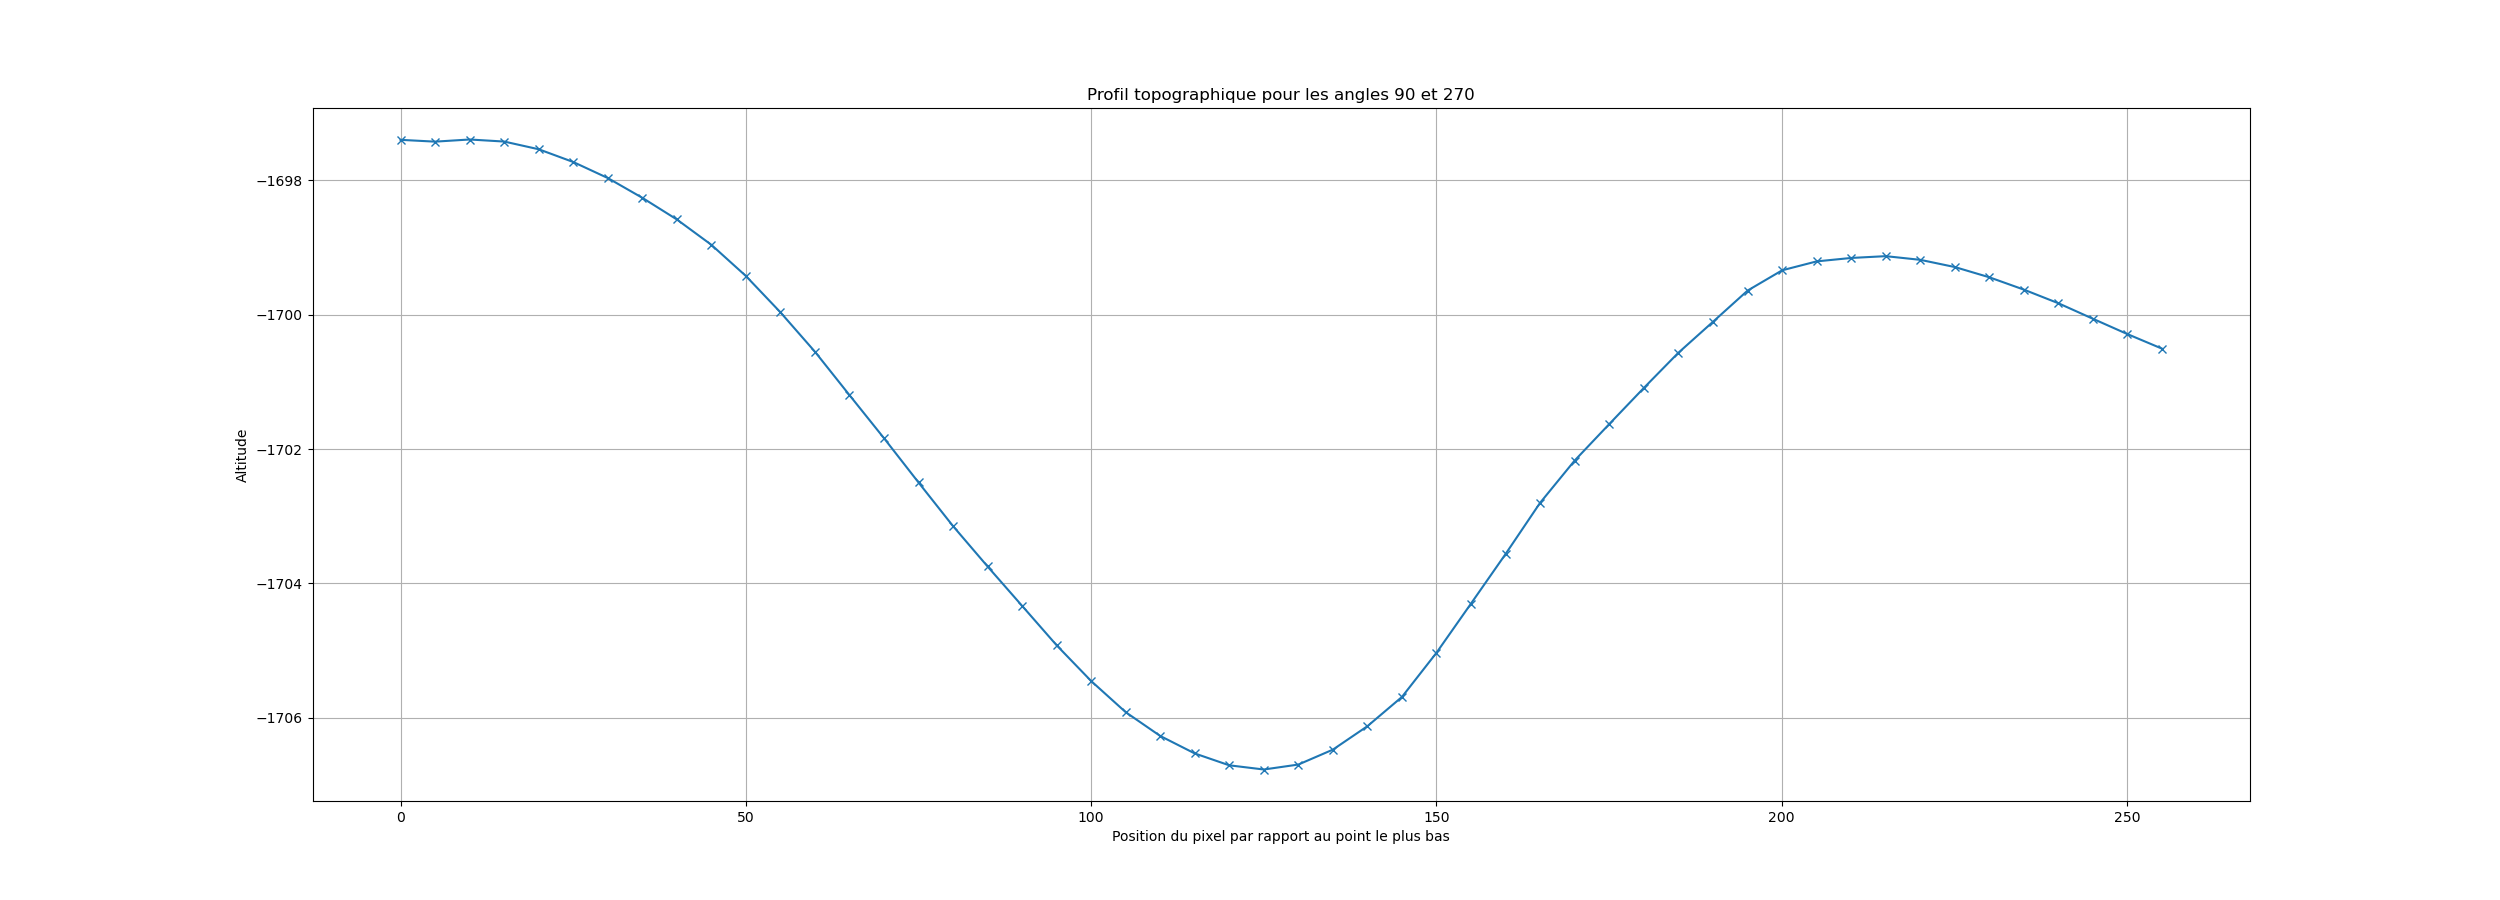 Profil topographique pour les angles 90 et 270
−1698
−1700
−1702
−1704
−1706
Altitude
0 50 100 150 200 250
Position du pixel par rapport au point le plus bas